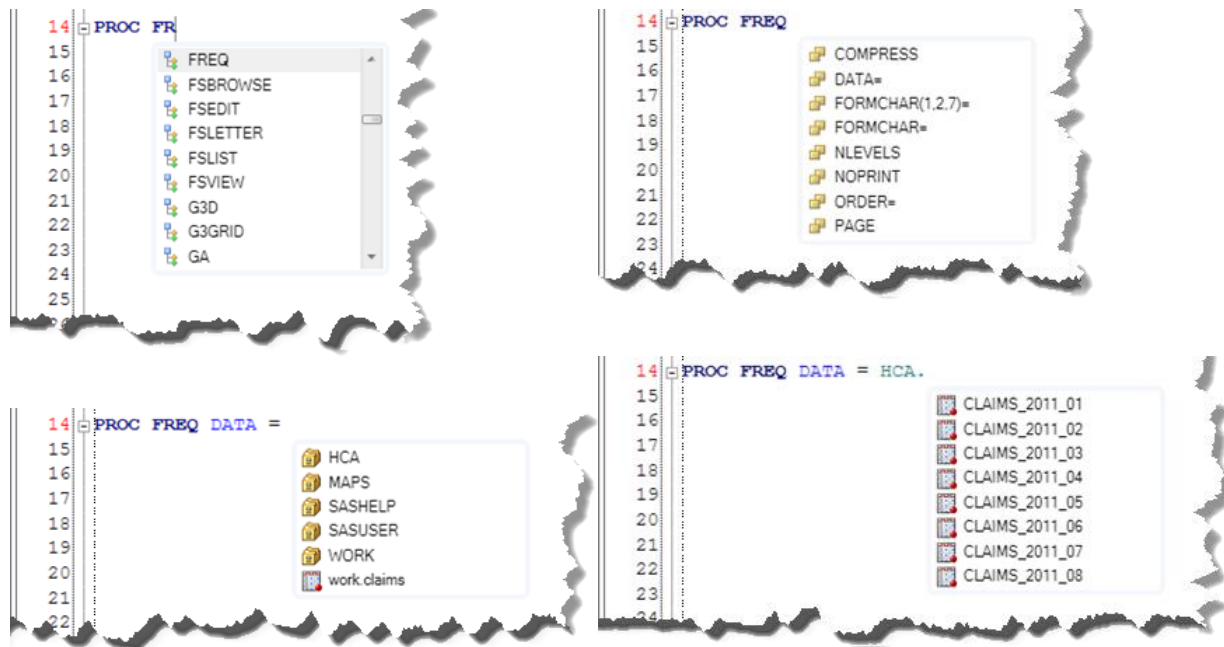 14 PROC FR
15
FREQ
16
FSBROWSE
17
FSEDIT
18
FSLETTER
19
FSLIST
20
FSVIEW
21
G3D
22
G3GRID
23
GA
24
25
14 PROC FREQ
15
COMPRESS
16
DATA=
17
FORMCHAR(1,2,7)=
18
FORMCHAR=
19
NLEVELS
20
NOPRINT
21
ORDER=
22
PAGE
23
24
14 PROC FREQ DATA =
15
HCA
16
MAPS
17
SASHELP
18
SASUSER
19
WORK
20
work.claims
21
22
14 PROC FREQ DATA = HCA.
15
CLAIMS_2011_01
16
CLAIMS_2011_02
17
CLAIMS_2011_03
18
CLAIMS_2011_04
19
CLAIMS_2011_05
20
CLAIMS_2011_06
21
CLAIMS_2011_07
22
CLAIMS_2011_08
23
24